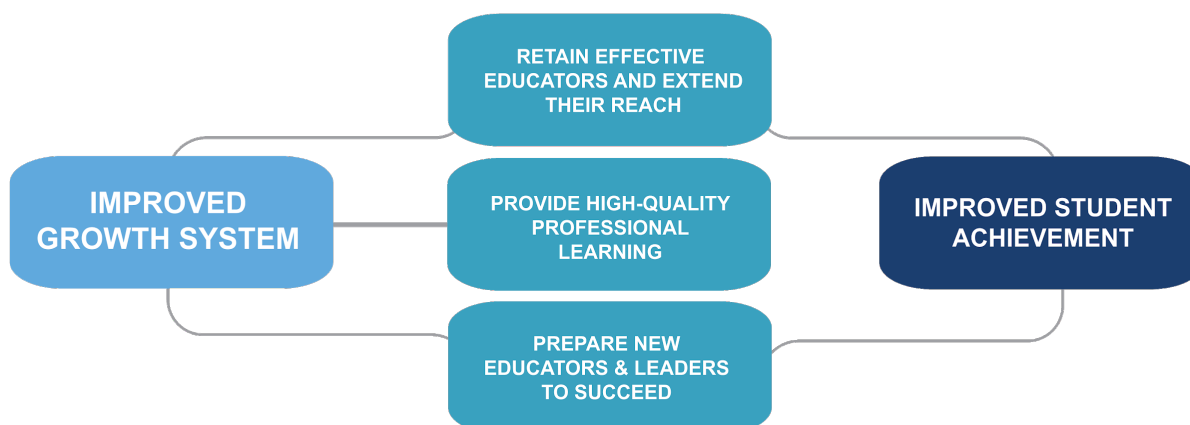 RETAIN EFFECTIVE
EDUCATORS AND EXTEND
THEIR REACH
IMPROVED
GROWTH SYSTEM
PROVIDE HIGH-QUALITY
PROFESSIONAL
LEARNING
IMPROVED STUDENT
ACHIEVEMENT
PREPARE NEW
EDUCATORS & LEADERS
TO SUCCEED